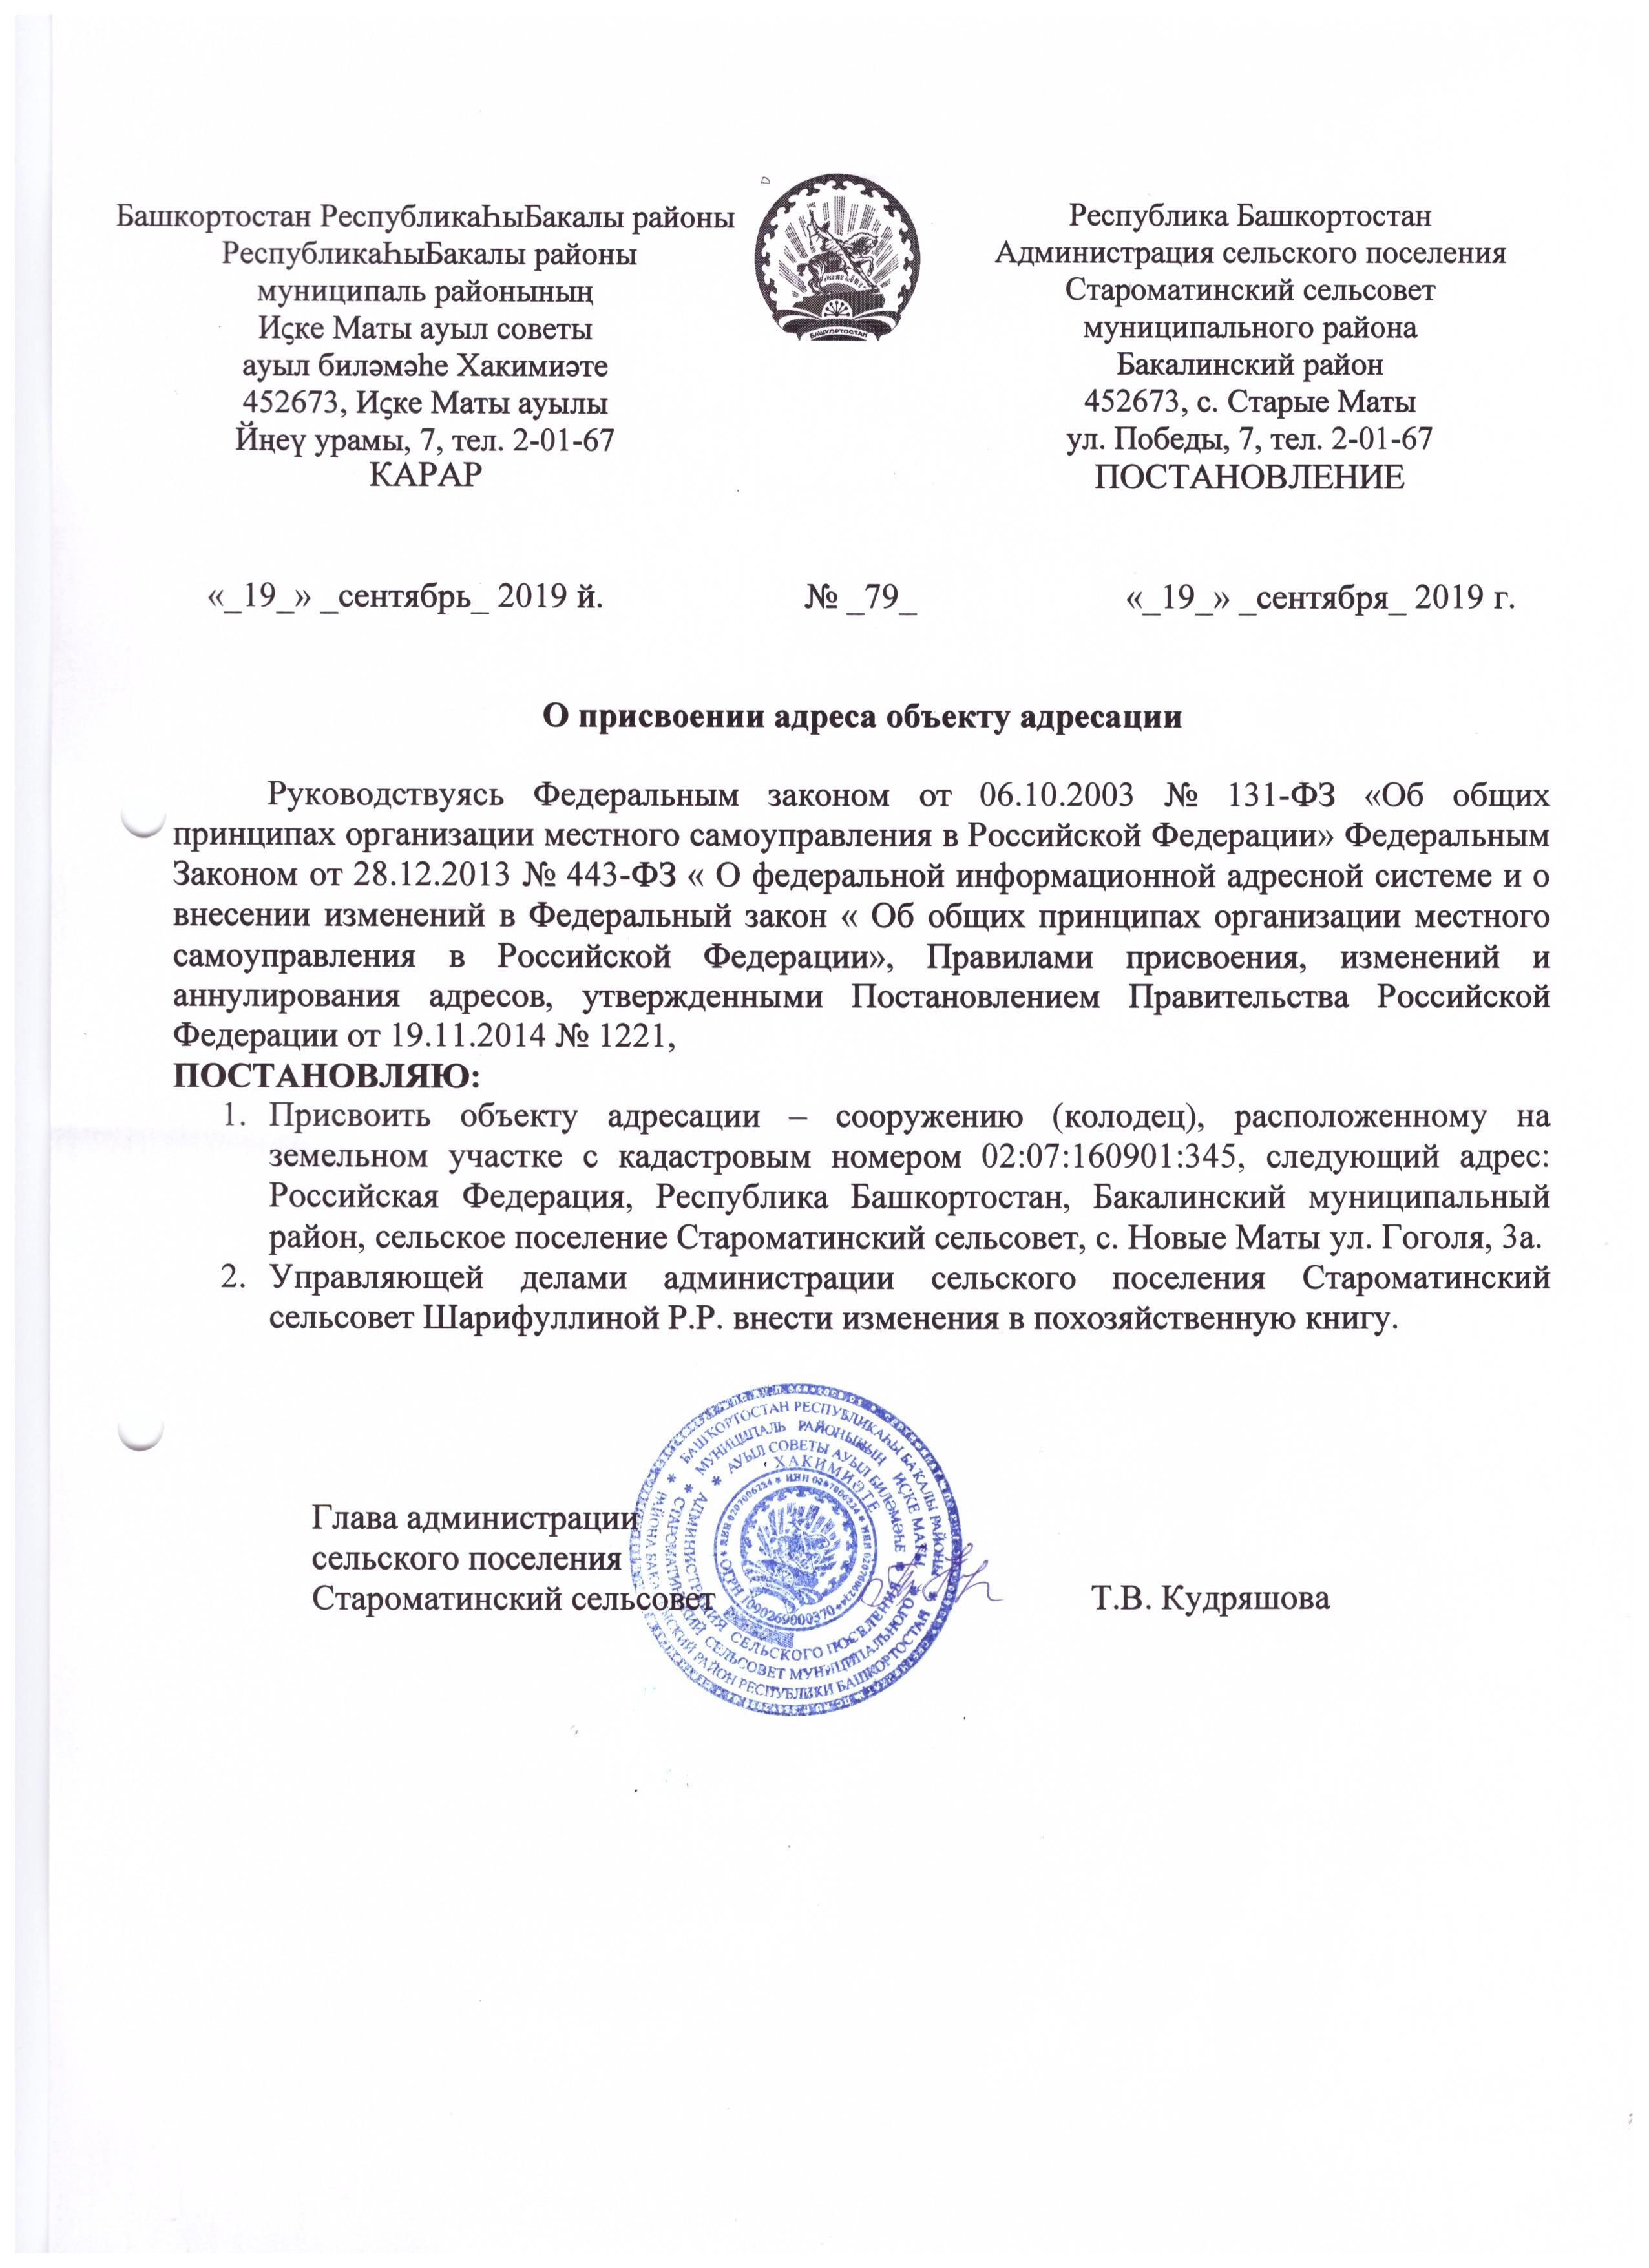 Башкортостан РеспубликаҺыБакалы районы
РеспубликаҺыБакалы районы
муниципаль районының
Иҫке Маты ауыл советы
ауыл биләмәһе Хакимиәте
452673, Иҫке Маты ауылы
Йңеү урамы, 7, тел. 2-01-67
КАРАР
БАШҠОРТОСТАН
Республика Башкортостан
Администрация сельского поселения
Староматинский сельсовет
муниципального района
Бакалинский район
452673, с. Старые Маты
ул. Победы, 7, тел. 2-01-67
ПОСТАНОВЛЕНИЕ
«_19_» _сентябрь_ 2019 й. № _79_ «_19_» _сентября_ 2019 г.
О присвоении адреса объекту адресации
Руководствуясь Федеральным законом от 06.10.2003 № 131-ФЗ «Об общих
принципах организации местного самоуправления в Российской Федерации» Федеральным
Законом от 28.12.2013 № 443-ФЗ « О федеральной информационной адресной системе и о
внесении изменений в Федеральный закон « Об общих принципах организации местного
самоуправления в Российской Федерации», Правилами присвоения, изменений и
аннулирования адресов, утвержденными Постановлением Правительства Российской
Федерации от 19.11.2014 № 1221,
ПОСТАНОВЛЯЮ:
1. Присвоить объекту адресации – сооружению (колодец), расположенному на
земельном участке с кадастровым номером 02:07:160901:345, следующий адрес:
Российская Федерация, Республика Башкортостан, Бакалинский муниципальный
район, сельское поселение Староматинский сельсовет, с. Новые Маты ул. Гоголя, 3а.
2. Управляющей делами администрации сельского поселения Староматинский
сельсовет Шарифуллиной Р.Р. внести изменения в похозяйственную книгу.
Глава администрации
сельского поселения
Староматинский сельсовет Т.В. Кудряшова
БАШҠОРТОСТАН РЕСПУБЛИКАҺЫ БАҠАЛЫ РАЙОНЫ
МУНИЦИПАЛЬ РАЙОНЫНЫҢ ИҪКЕ МАТЫ
АУЫЛ СОВЕТЫ АУЫЛ БИЛӘМӘҺЕ
ХАКИМИӘТЕ
ИНН 0207006224 * ИНН 0207006224 * ИНН 0207006224
ОГРН 1090269000370
АДМИНИСТРАЦИЯ СЕЛЬСКОГО ПОСЕЛЕНИЯ
СТАРОМАТИНСКИЙ СЕЛЬСОВЕТ МУНИЦИПАЛЬНОГО
РАЙОНА БАКАЛИНСКИЙ РАЙОН РЕСПУБЛИКИ БАШКОРТОСТАН